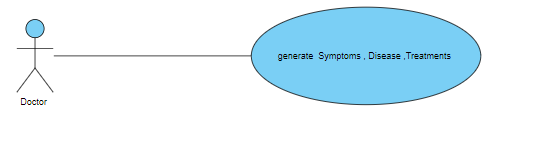 generate Symptoms , Disease ,Treatments
Doctor